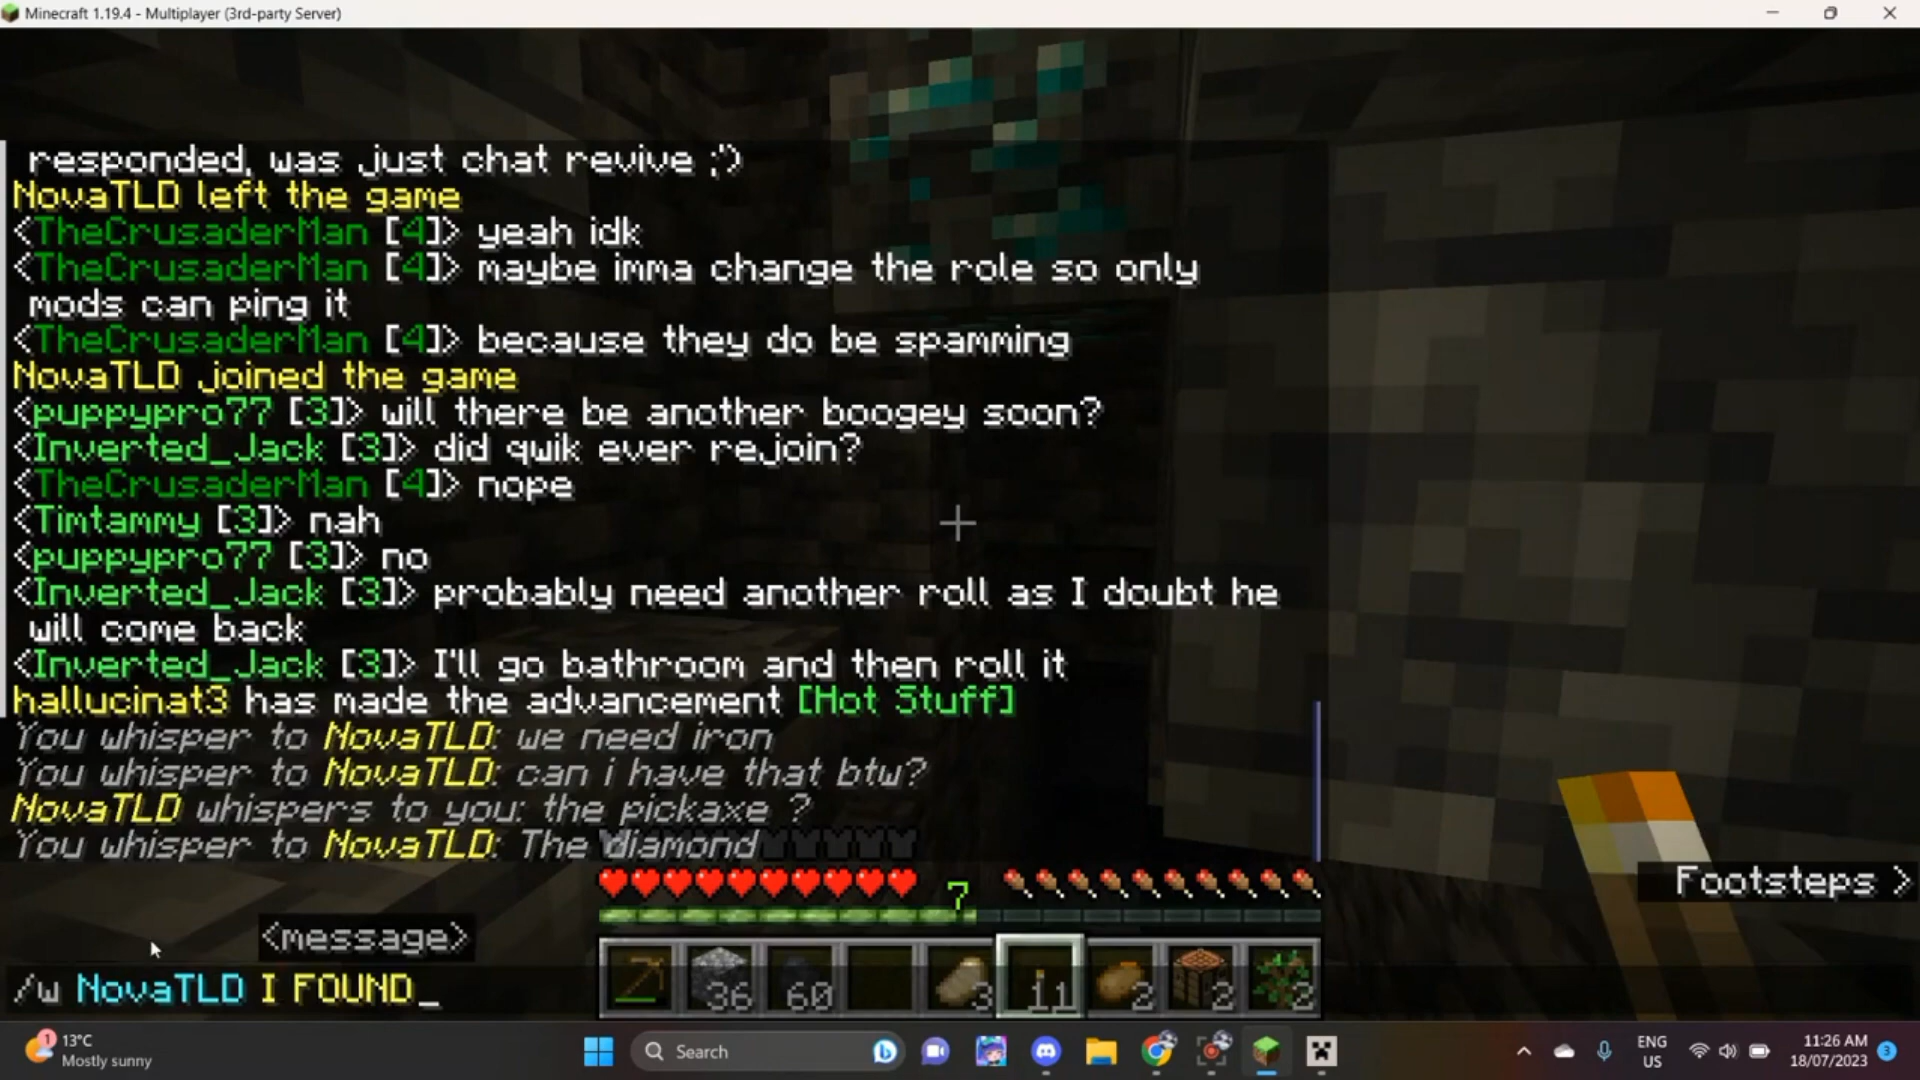 Minecraft 1.19.4 - Multiplayer (3rd-party Server)
responded, was just chat revive ;')
NovaTLD left the game
<TheCrusaderMan [4]> yeah idk
<TheCrusaderMan [4]> maybe imma change the role so only
mods can ping it
<TheCrusaderMan [4]> because they do be spamming
NovaTLD joined the game
<puppypro77 [3]> will there be another boogey soon?
<Inverted_Jack [3]> did qwik ever rejoin?
<TheCrusaderMan [4]> nope
<Timtammy [3]> nah
<puppypro77 [3]> no
<Inverted_Jack [3]> probably need another roll as I doubt he
will come back
<Inverted_Jack [3]> I'll go bathroom and then roll it
hallucinat3 has made the advancement [Hot Stuff]
You whisper to NovaTLD: we need iron
You whisper to NovaTLD: can i have that btw?
NovaTLD whispers to you: the pickaxe ?
You whisper to NovaTLD: The diamond
7
Footsteps >
<message>
/w NovaTLD I FOUND_
36 60 3 11 2 2 2
1
13°C
Mostly sunny
Search
ENG
US
11:26 AM
18/07/2023
3